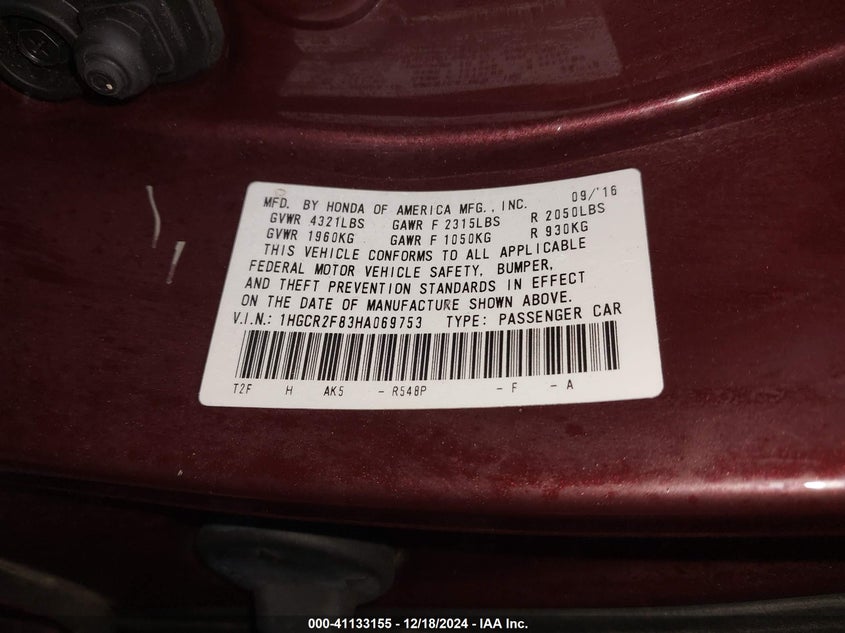 MFD. BY HONDA OF AMERICA MFG., INC. 09/'16
GVWR 4321LBS GAWR F 2315LBS R 2050LBS
GVWR 1960KG GAWR F 1050KG R 930KG
THIS VEHICLE CONFORMS TO ALL APPLICABLE
FEDERAL MOTOR VEHICLE SAFETY, BUMPER,
AND THEFT PREVENTION STANDARDS IN EFFECT
ON THE DATE OF MANUFACTURE SHOWN ABOVE.
V.I.N.: 1HGCR2F83HA069753 TYPE: PASSENGER CAR
T2F H AK5 - R548P - F - A
000-41133155 - 12/18/2024 - IAA Inc.